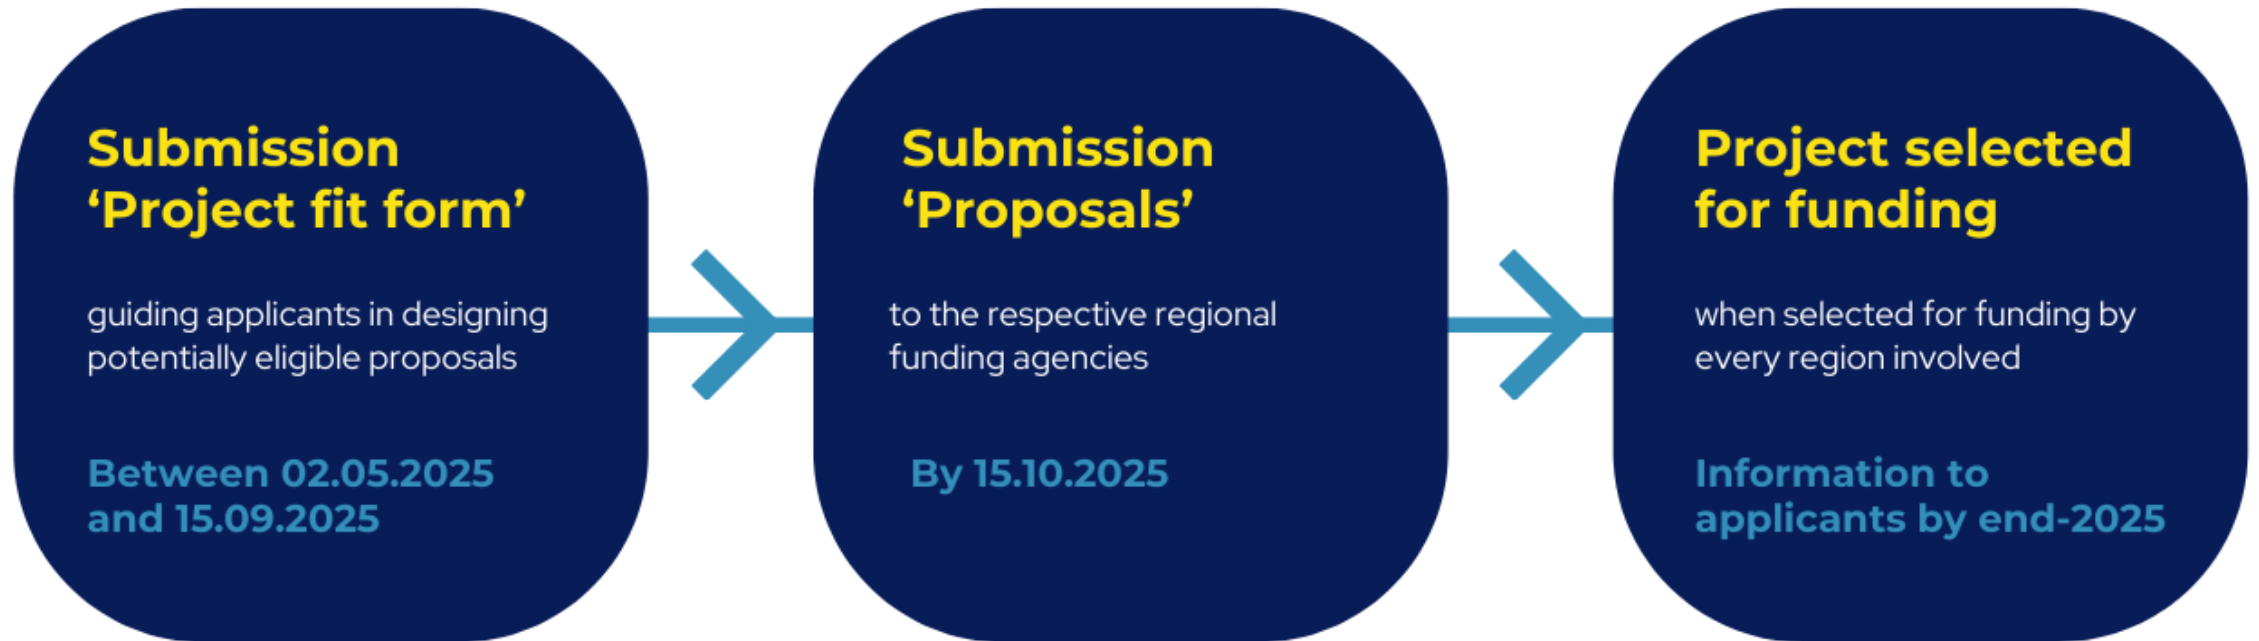 Submission
‘Project fit form’
guiding applicants in designing
potentially eligible proposals
Between 02.05.2025
and 15.09.2025
Submission
‘Proposals’
to the respective regional
funding agencies
By 15.10.2025
Project selected
for funding
when selected for funding by
every region involved
Information to
applicants by end-2025